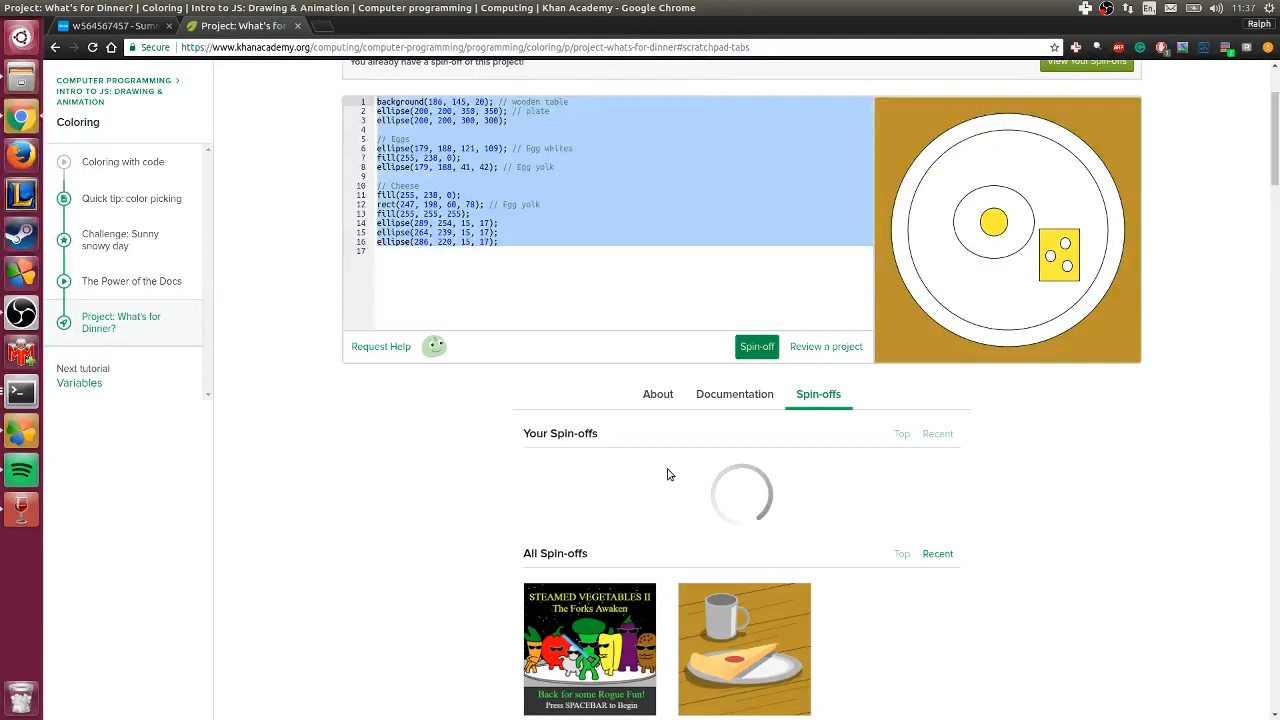 Project: What's for Dinner? | Coloring | Intro to JS: Drawing & Animation | Computer programming | Computing | Khan Academy - Google Chrome
En
11:37
w564567457 - Sum
Project: What's for
Ralph
Secure
https://www.khanacademy.org/computing/computer-programming/programming/coloring/p/project-whats-for-dinner#scratchpad-tabs
You already have a spin-off of this project!
View Your Spin-offs
COMPUTER PROGRAMMING >
INTRO TO JS: DRAWING &
ANIMATION
Coloring
Coloring with code
Quick tip: color picking
Challenge: Sunny
snowy day
The Power of the Docs
Project: What's for
Dinner?
Next tutorial
Variables
1 background(186, 145, 20); // wooden table
2 ellipse(200, 200, 350, 350); // plate
3 ellipse(200, 200, 300, 300);
4
5 // Eggs
6 ellipse(179, 188, 121, 109); // Egg whites
7 fill(255, 238, 0);
8 ellipse(179, 188, 41, 42); // Egg yolk
9
10 // Cheese
11 fill(255, 238, 0);
12 rect(247, 198, 60, 78); // Egg yolk
13 fill(255, 255, 255);
14 ellipse(289, 254, 15, 17);
15 ellipse(264, 239, 15, 17);
16 ellipse(286, 220, 15, 17);
17
Request Help
Spin-off
Review a project
About
Documentation
Spin-offs
Your Spin-offs
Top
Recent
All Spin-offs
Top
Recent
STEAMED VEGETABLES II
The Forks Awaken
Back for some Rogue Fun!
Press SPACEBAR to Begin